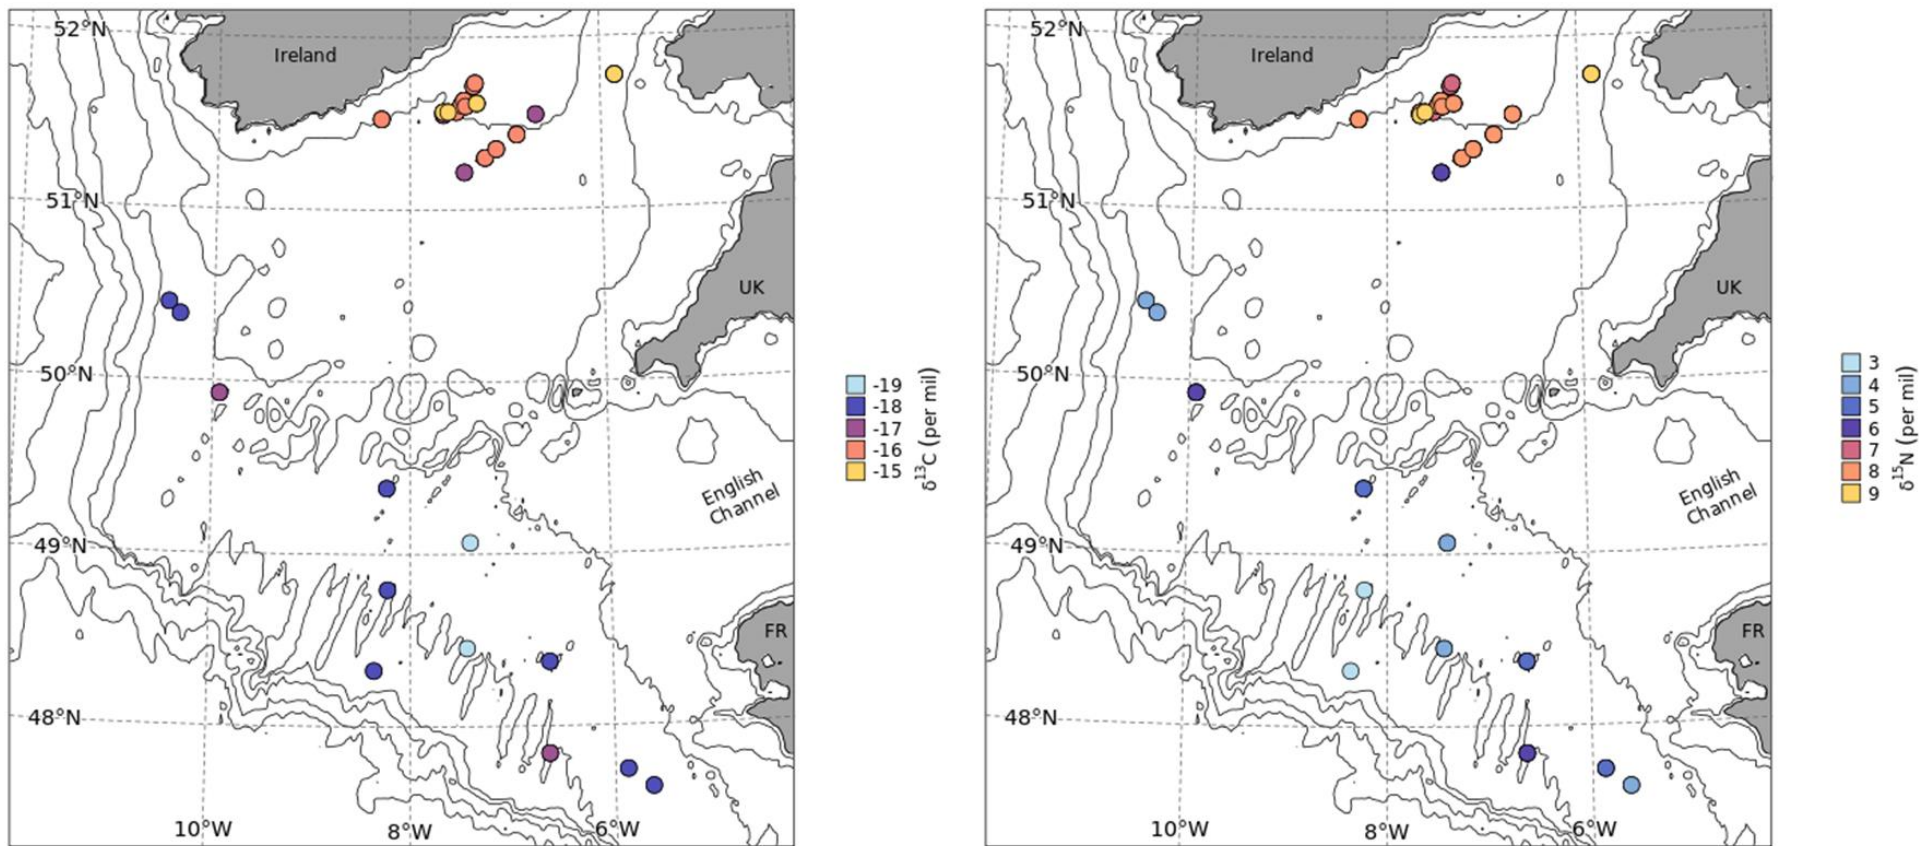 52°N
Ireland
51°N
UK
50°N
English
Channel
49°N
FR
48°N
10°W
8°W
6°W
-19
-18
-17
-16
-15
δ¹³C (per mil)
52°N
Ireland
51°N
UK
50°N
English
Channel
49°N
FR
48°N
10°W
8°W
6°W
3
4
5
6
7
8
9
δ¹⁵N (per mil)